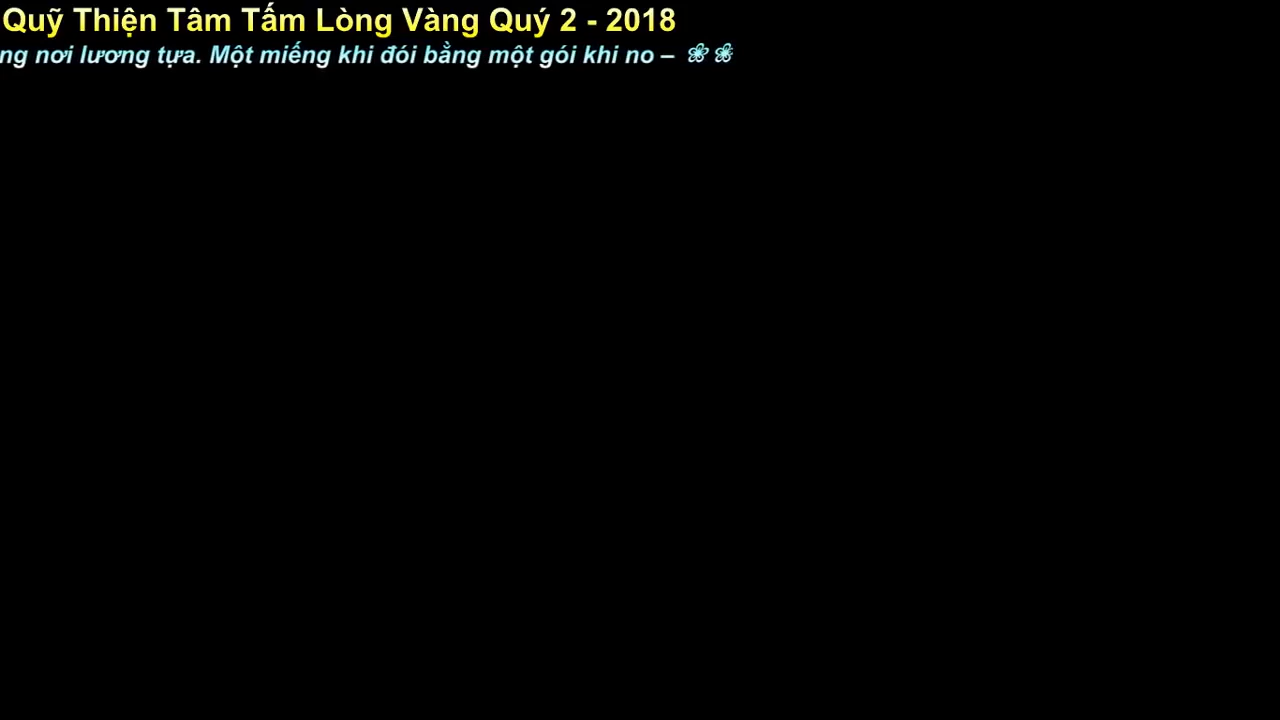 Quỹ Thiện Tâm Tấm Lòng Vàng Quý 2 - 2018
ng nơi lương tựa. Một miếng khi đói bằng một gói khi no – ❀ ❀